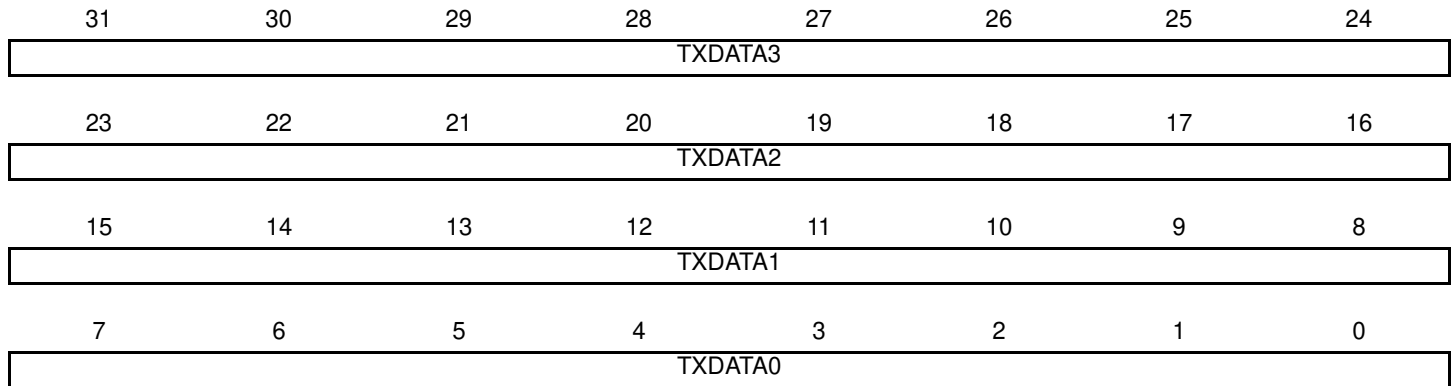 31 30 29 28 27 26 25 24
TXDATA3
23 22 21 20 19 18 17 16
TXDATA2
15 14 13 12 11 10 9 8
TXDATA1
7 6 5 4 3 2 1 0
TXDATA0